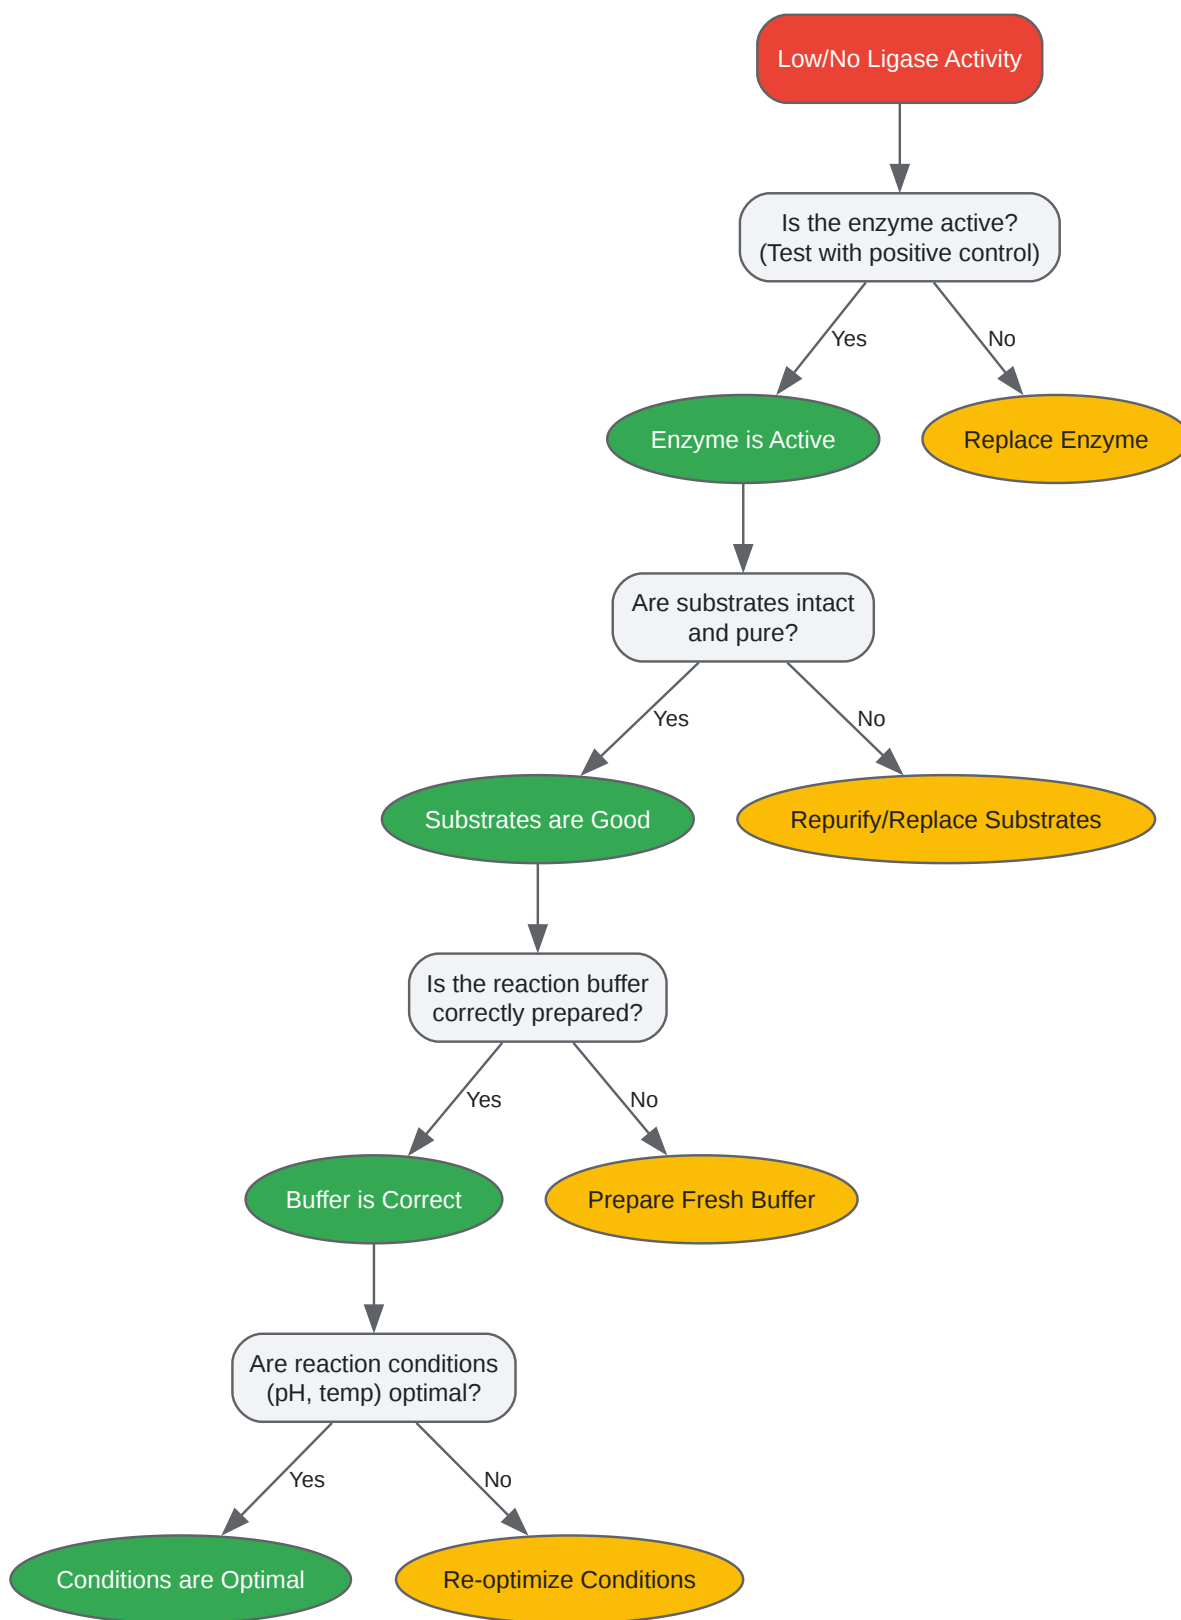 Low/No Ligase Activity
Is the enzyme active?
(Test with positive control)
Yes
No
Enzyme is Active
Replace Enzyme
Are substrates intact
and pure?
Yes
No
Substrates are Good
Repurify/Replace Substrates
Is the reaction buffer
correctly prepared?
Yes
No
Buffer is Correct
Prepare Fresh Buffer
Are reaction conditions
(pH, temp) optimal?
Yes
No
Conditions are Optimal
Re-optimize Conditions